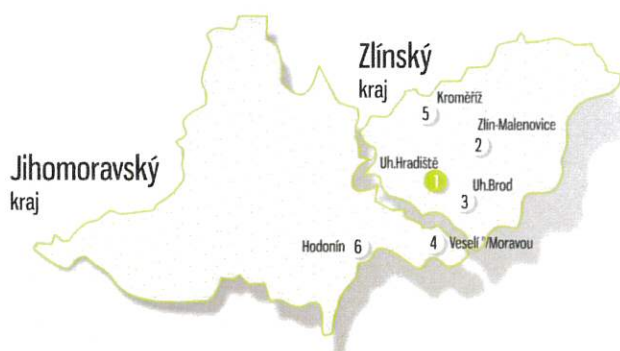 Zlínský
kraj
Kroměříž
5
Zlín-Malenovice
2
Uh.Hradiště
1
Uh.Brod
3
Jihomoravský
kraj
Hodonín 6
4 Veselí n/Moravou